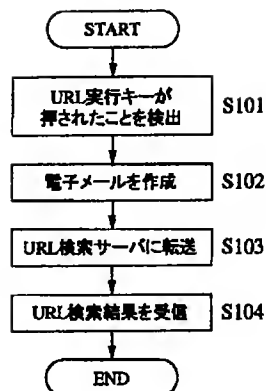 START
URL実行キーが
押されたことを検出
S101
電子メールを作成
S102
URL検索サーバに転送
S103
URL検索結果を受信
S104
END